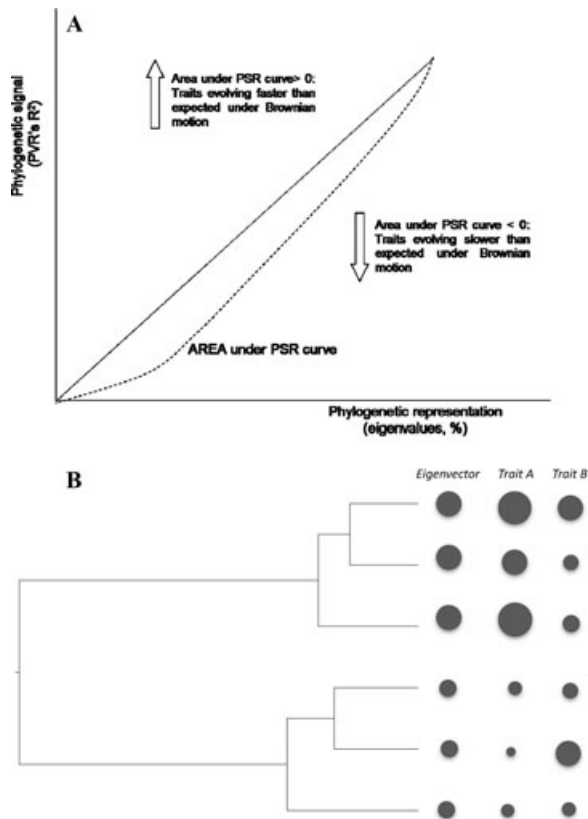 A
Phylogenetic signal
(PVR's R²)
Area under PSR curve> 0:
Traits evolving faster than
expected under Brownian
motion
Area under PSR curve < 0:
Traits evolving slower than
expected under Brownian
motion
AREA under PSR curve
Phylogenetic representation
(eigenvalues, %)
B
Eigenvector Trait A Trait B